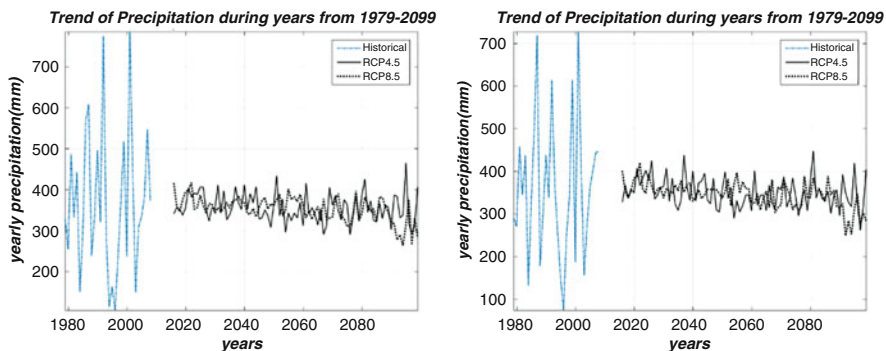 Trend of Precipitation during years from 1979-2099
yearly precipitation(mm)
700
600
500
400
300
200
1980 2000 2020 2040 2060 2080
years
Historical
RCP4.5
RCP8.5
Trend of Precipitation during years from 1979-2099
yearly precipitation(mm)
700
600
500
400
300
200
100
1980 2000 2020 2040 2060 2080
years
Historical
RCP4.5
RCP8.5